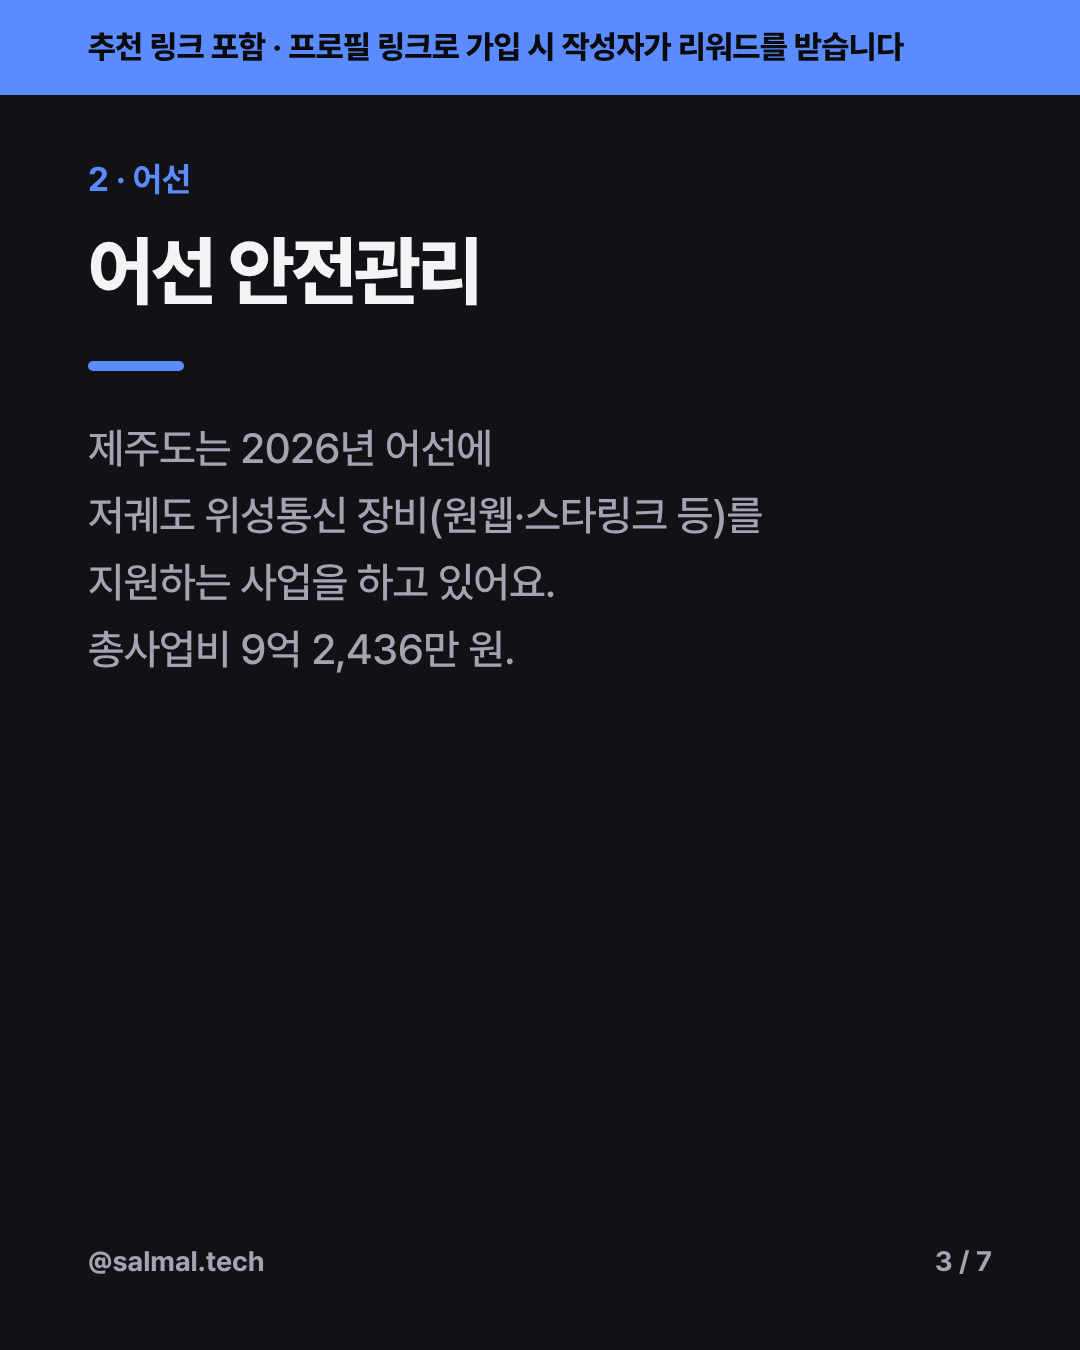 추천 링크 포함 · 프로필 링크로 가입 시 작성자가 리워드를 받습니다
2 · 어선
어선 안전관리
제주도는 2026년 어선에
저궤도 위성통신 장비(원웹·스타링크 등)를
지원하는 사업을 하고 있어요.
총사업비 9억 2,436만 원.
@salmal.tech
3 / 7